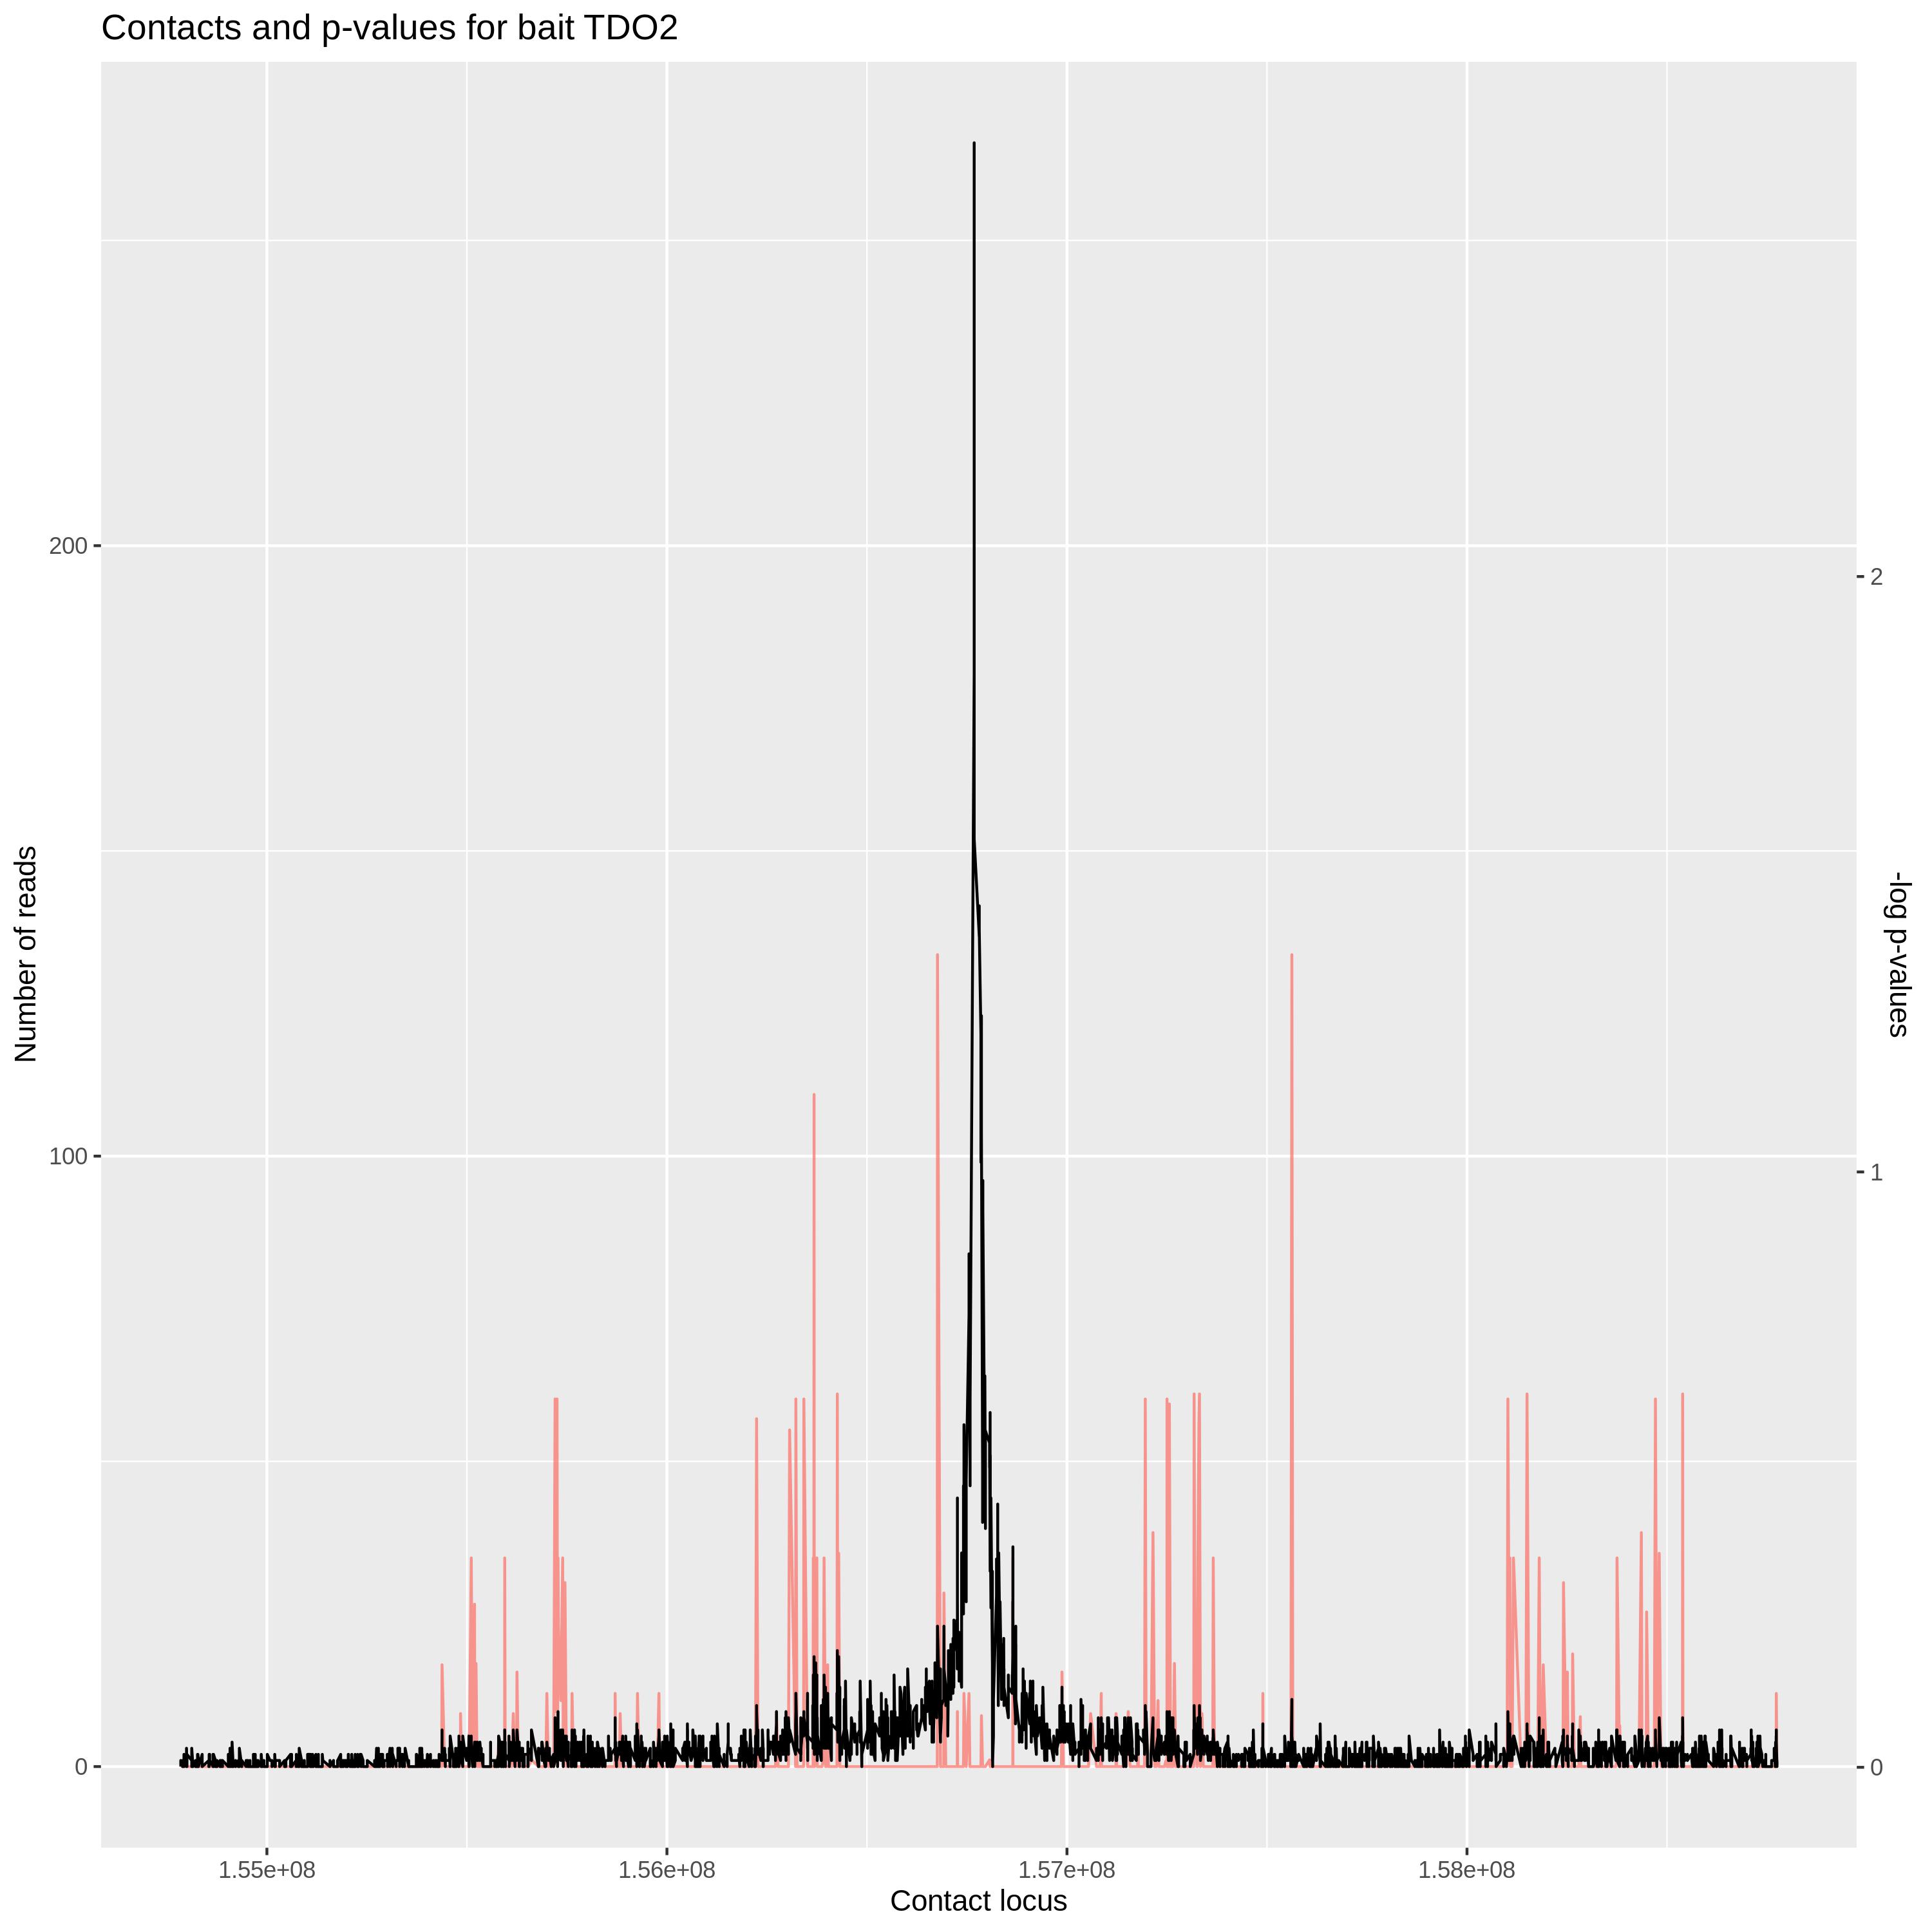 Contacts and p-values for bait TDO2
Number of reads
200
100
0
2
1
0
-log p-values
1.55e+08
1.56e+08
1.57e+08
1.58e+08
Contact locus